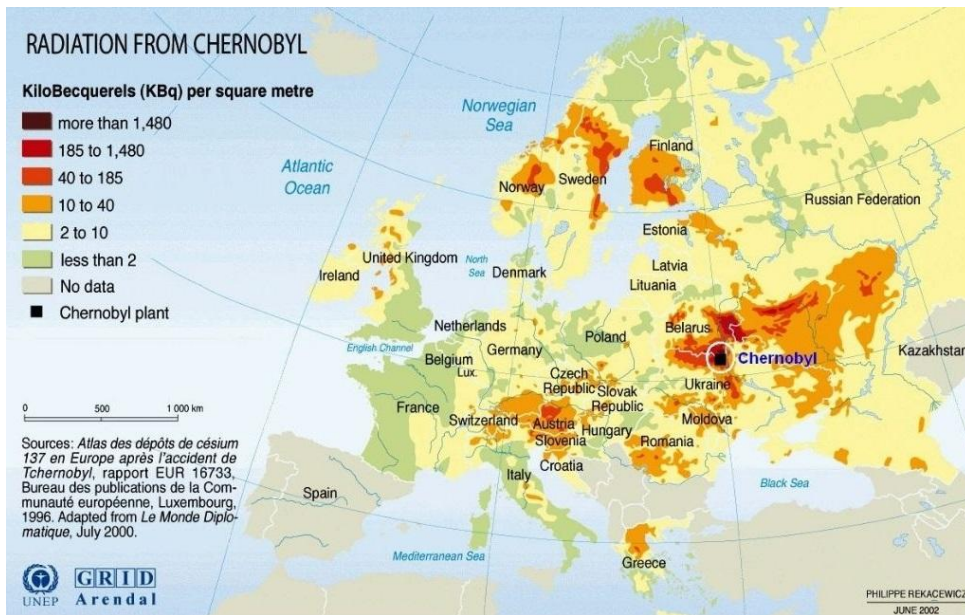 RADIATION FROM CHERNOBYL
KiloBecquerels (KBq) per square metre
more than 1,480
185 to 1,480
40 to 185
10 to 40
2 to 10
less than 2
No data
Chernobyl plant
0 500 1 000 km
Sources: Atlas des dépôts de césium
137 en Europe après l'accident de
Tchernobyl, rapport EUR 16733,
Bureau des publications de la Com-
munauté européenne, Luxembourg,
1996. Adapted from Le Monde Diplo-
matique, July 2000.
UNEP
GRID
Arendal
Norwegian
Sea
Atlantic
Ocean
Finland
Norway
Sweden
Russian Federation
Estonia
United Kingdom
North
Sea
Latvia
Ireland
Denmark
Lituania
Netherlands
Belarus
Poland
English Channel
Germany
Chernobyl
Kazakhstan
Belgium
Lux.
Czech
Republic
Ukraine
Slovak
Republic
France
Switzerland
Austria
Moldova
Hungary
Slovenia
Romania
Croatia
Italy
Spain
Black Sea
Mediterranean Sea
Greece
PHILIPPE REKACEWICZ
JUNE 2002